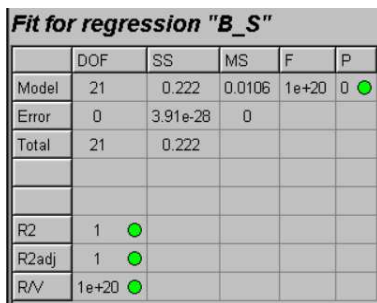 Fit for regression "B_S"
DOF SS MS F P
Model 21 0.222 0.0106 1e+20 0
Error 0 3.91e-28 0
Total 21 0.222
R2 1
R2adj 1
R/V 1e+20